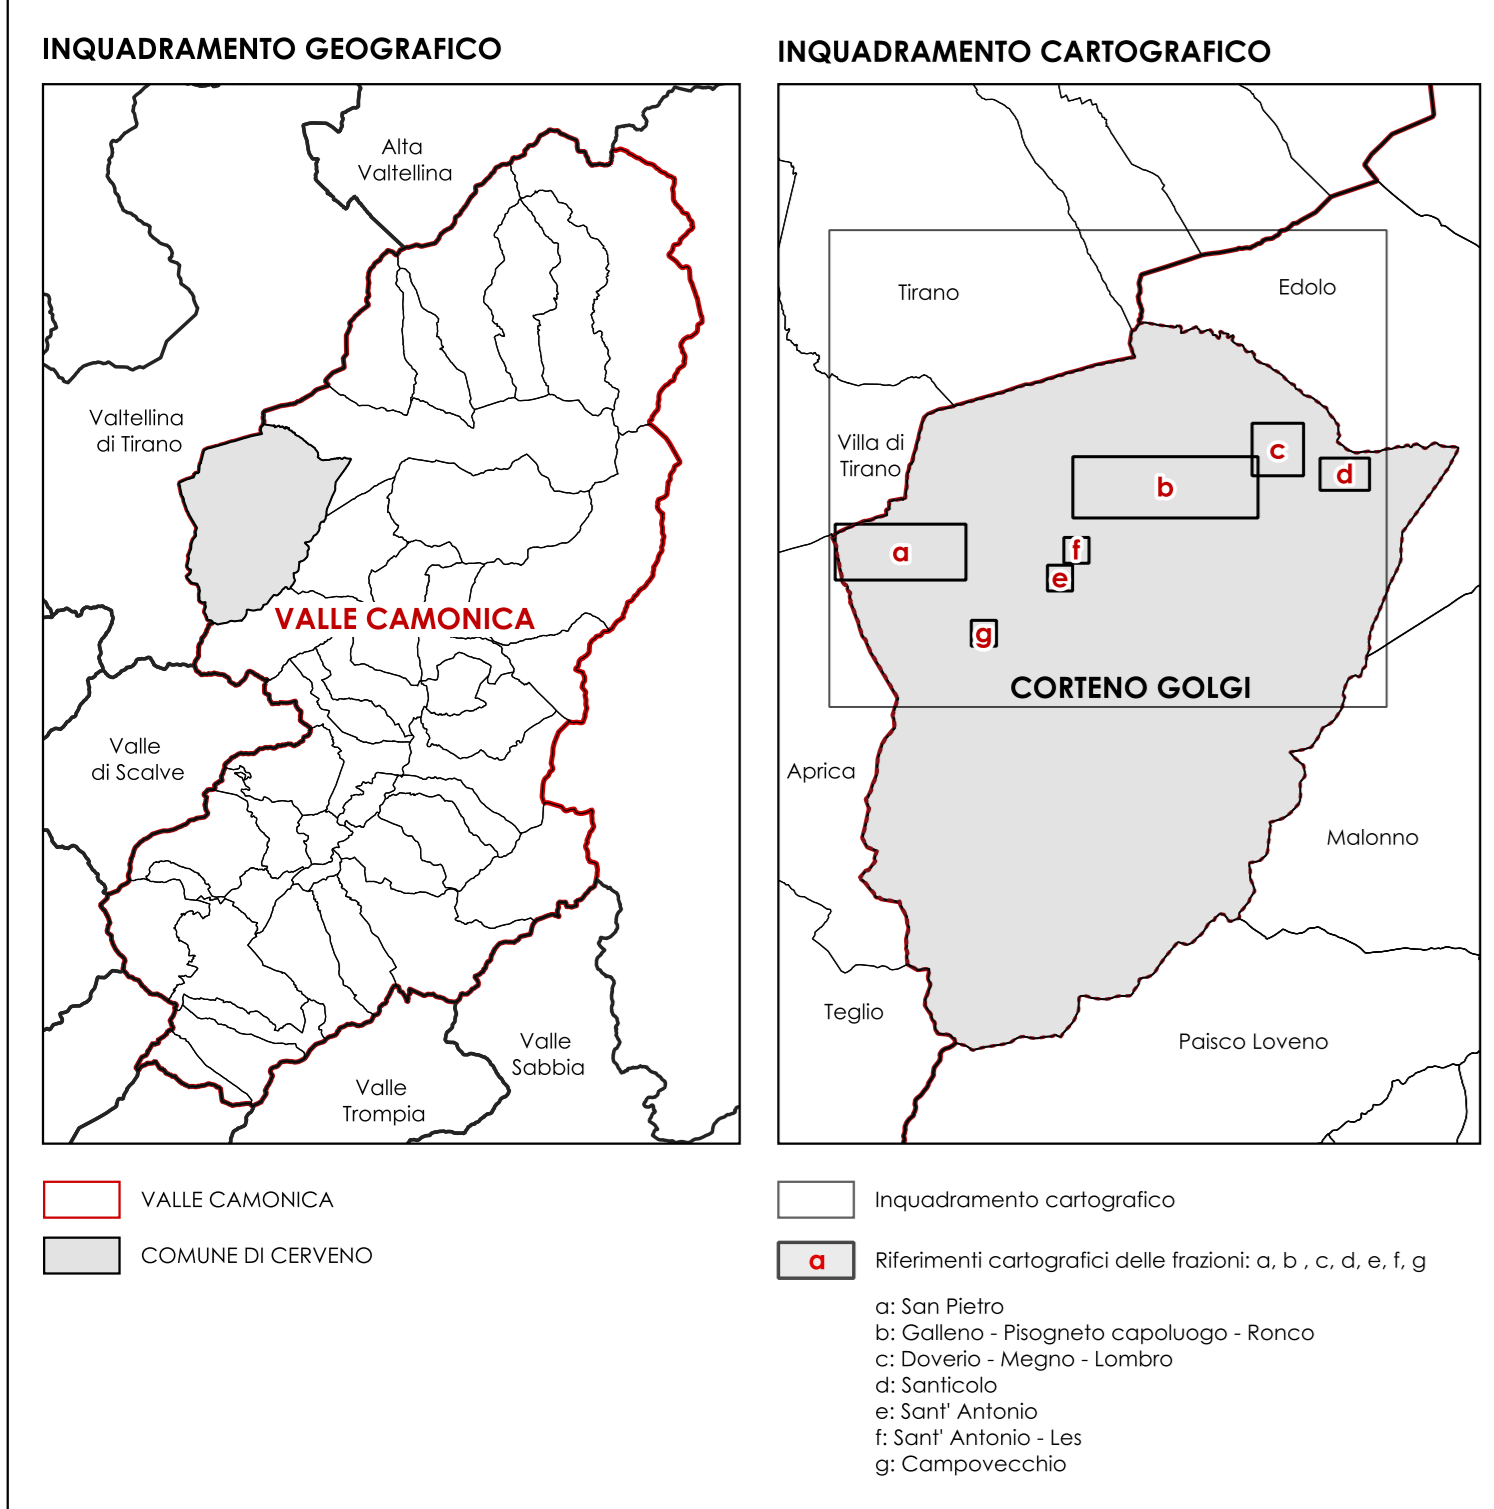 INQUADRAMENTO GEOGRAFICO
Alta
Valtellina
Valtellina
di Tirano
VALLE CAMONICA
Valle
di Scalve
Valle
Sabbia
Valle
Trompia
VALLE CAMONICA
COMUNE DI CERVENO
INQUADRAMENTO CARTOGRAFICO
Tirano
Edolo
Villa di
Tirano
c
d
b
a
f
e
g
CORTENO GOLGI
Aprica
Malonno
Teglio
Paisco Loveno
Inquadramento cartografico
a
Riferimenti cartografici delle frazioni: a, b , c, d, e, f, g
a: San Pietro
b: Galleno - Pisogneto capoluogo - Ronco
c: Doverio - Megno - Lombro
d: Santicolo
e: Sant' Antonio
f: Sant' Antonio - Les
g: Campovecchio